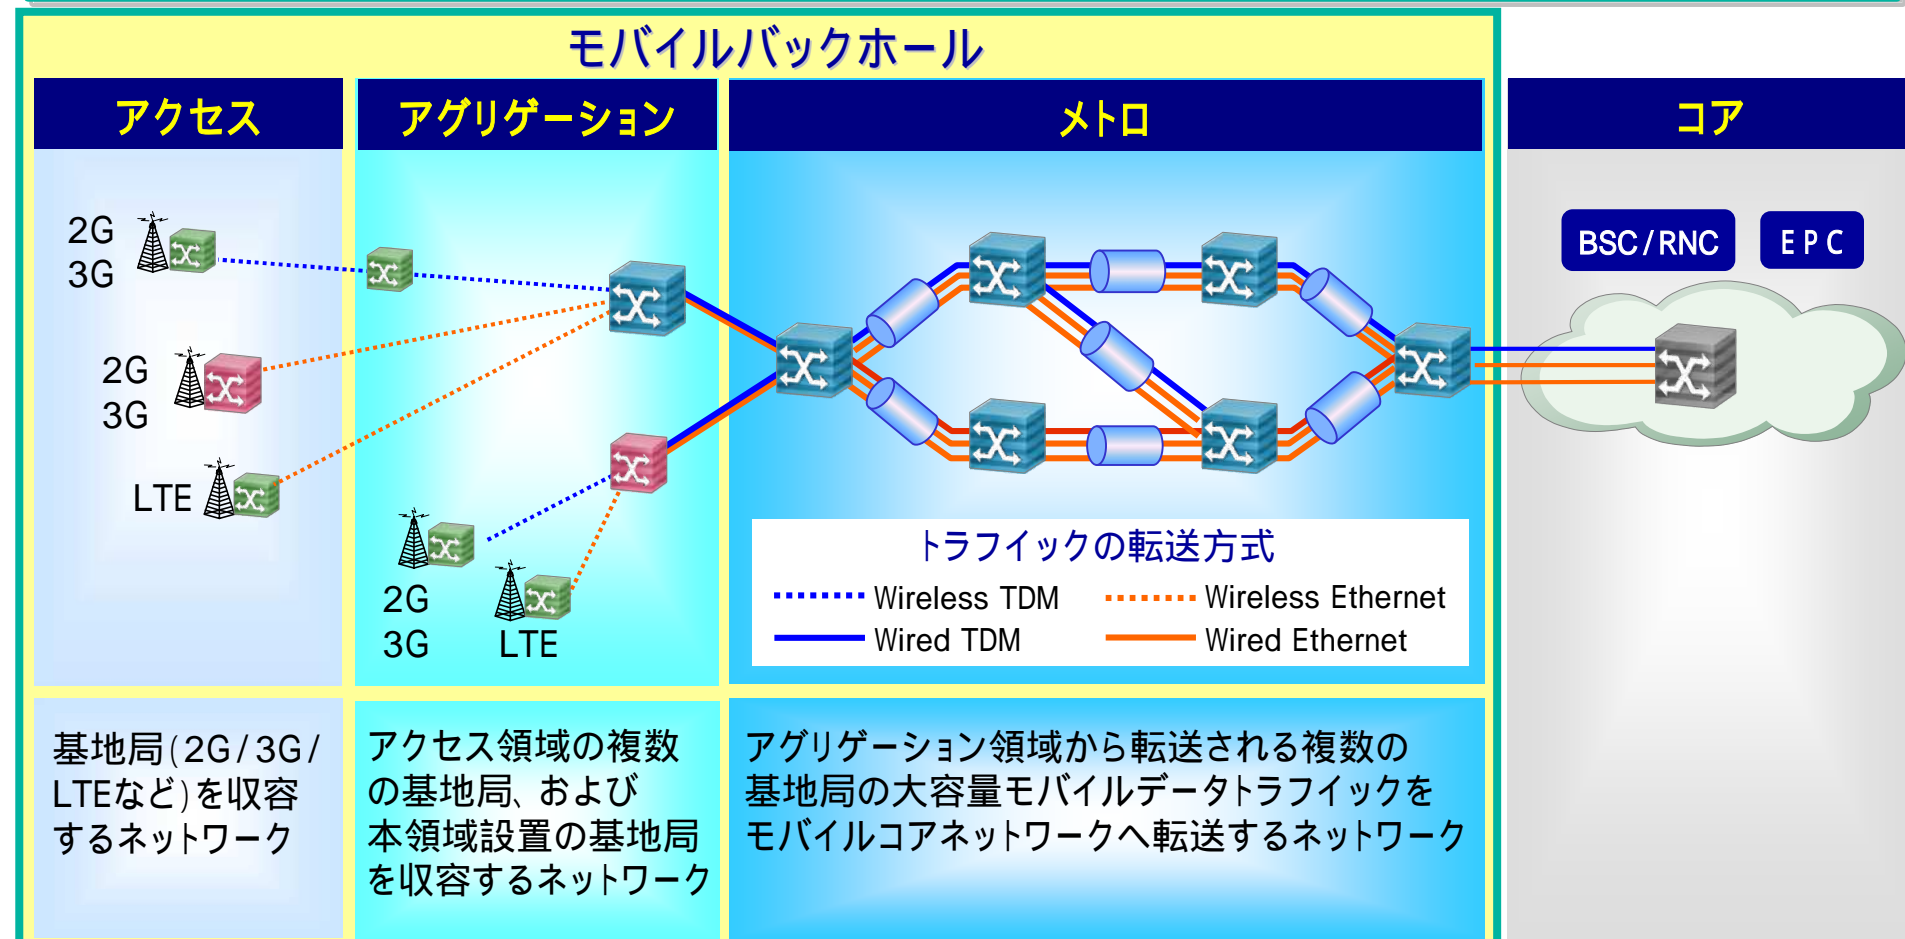 モバイルバックホール
アクセス
アグリゲーション
メトロ
コア
2G
3G
2G
3G
LTE
2G
3G
LTE
BSC/RNC
EPC
トラフイックの転送方式
Wireless TDM
Wireless Ethernet
Wired TDM
Wired Ethernet
基地局(2G/3G/
LTEなど)を収容
するネットワーク
アクセス領域の複数
の基地局、および
本領域設置の基地局
を収容するネットワーク
アグリゲーション領域から転送される複数の
基地局の大容量モバイルデータトラフイックを
モバイルコアネットワークへ転送するネットワーク